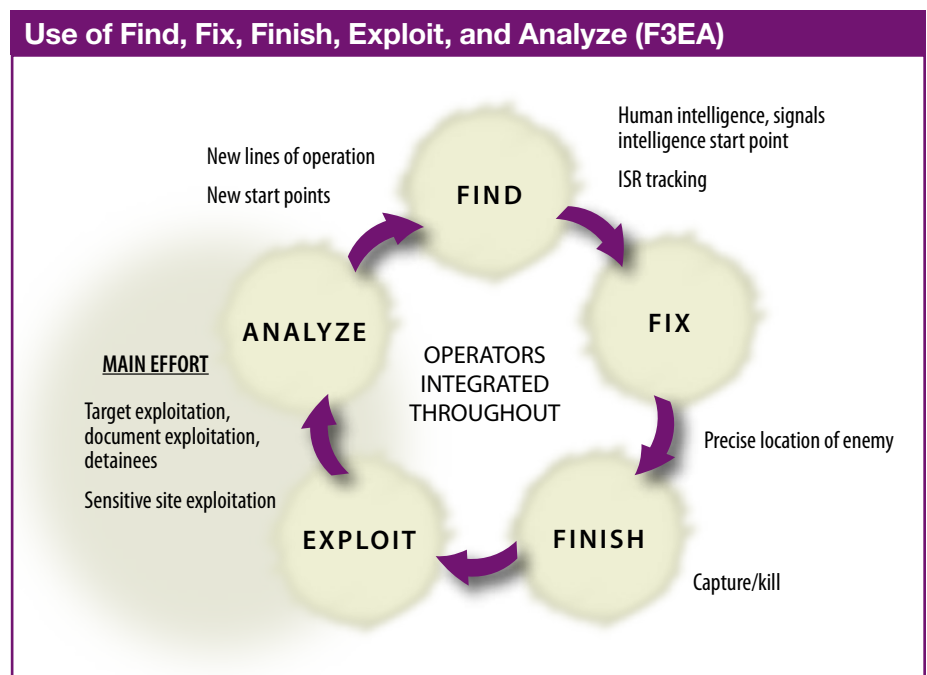 Use of Find, Fix, Finish, Exploit, and Analyze (F3EA)
Human intelligence, signals
intelligence start point
ISR tracking
New lines of operation
New start points
FIND
FIX
ANALYZE
OPERATORS
INTEGRATED
THROUGHOUT
MAIN EFFORT
Target exploitation,
document exploitation,
detainees
Sensitive site exploitation
Precise location of enemy
EXPLOIT
FINISH
Capture/kill